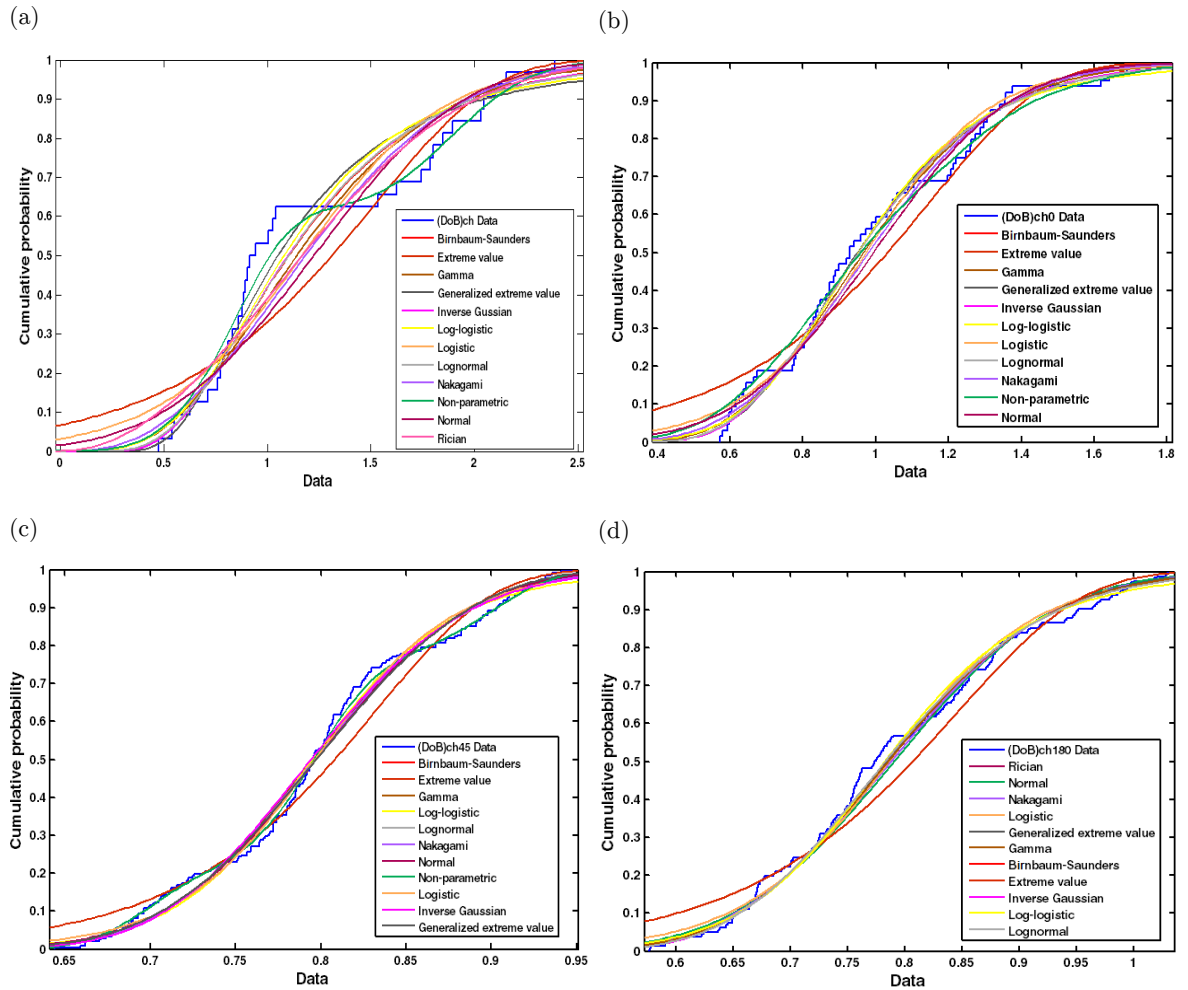 (a)
1
0.9
0.8
0.7
0.6
0.5
0.4
0.3
0.2
0.1
0
Cumulative probability
(DoB)ch Data
Birnbaum-Saunders
Extreme value
Gamma
Generalized extreme value
Inverse Gussian
Log-logistic
Logistic
Lognormal
Nakagami
Non-parametric
Normal
Rician
0
0.5
1
1.5
2
2.5
Data
(b)
1
0.9
0.8
0.7
0.6
0.5
0.4
0.3
0.2
0.1
0
Cumulative probability
(DoB)ch0 Data
Birnbaum-Saunders
Extreme value
Gamma
Generalized extreme value
Inverse Gaussian
Log-logistic
Logistic
Lognormal
Nakagami
Non-parametric
Normal
0.4
0.6
0.8
1
1.2
1.4
1.6
1.8
Data
(c)
1
0.9
0.8
0.7
0.6
0.5
0.4
0.3
0.2
0.1
0
Cumulative probability
(DoB)ch45 Data
Birnbaum-Saunders
Extreme value
Gamma
Log-logistic
Lognormal
Nakagami
Normal
Non-parametric
Logistic
Inverse Gaussian
Generalized extreme value
0.65
0.7
0.75
0.8
0.85
0.9
0.95
Data
(d)
1
0.9
0.8
0.7
0.6
0.5
0.4
0.3
0.2
0.1
0
Cumulative probability
(DoB)ch180 Data
Rician
Normal
Nakagami
Logistic
Generalized extreme value
Gamma
Birnbaum-Saunders
Extreme value
Inverse Gaussian
Log-logistic
Lognormal
0.6
0.65
0.7
0.75
0.8
0.85
0.9
0.95
1
Data